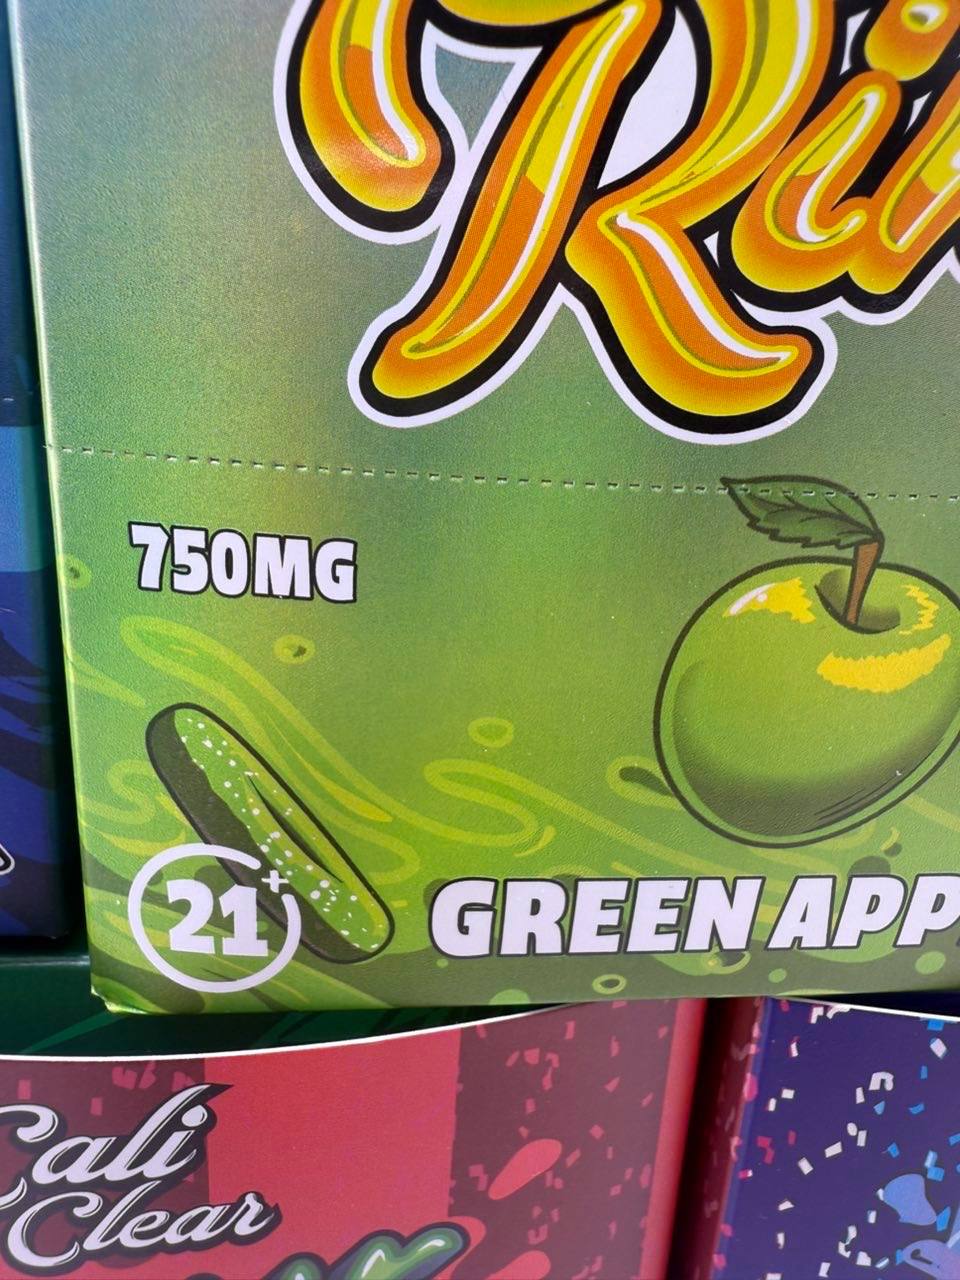 750MG
21+
GREEN APP
Cali
Clear